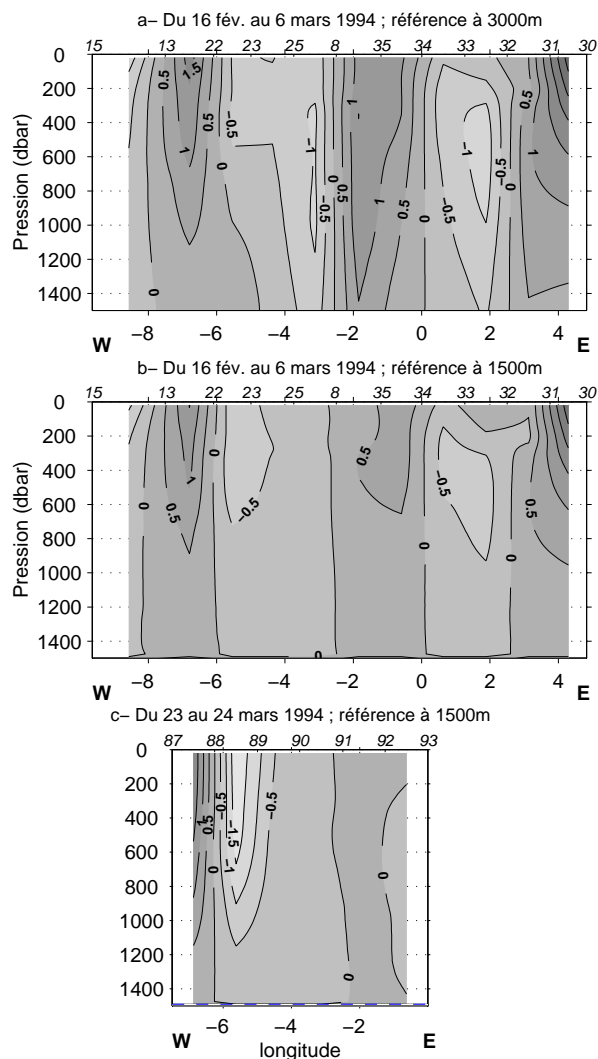 a– Du 16 fév. au 6 mars 1994 ; référence à 3000m
15 13 22 23 24 25 8 35 34 33 32 31 30
0
200
400
600
800
1000
1200
1400
Pression (dbar)
0.5 1.5 0.5 −0.5 1 0 −1 −0.5 0 0.5 1 1 0.5 0 −0.5 −1 −0.5 0 0.5 1 0
−8 −6 −4 −2 0 2 4
W E
b– Du 16 fév. au 6 mars 1994 ; référence à 1500m
15 13 22 23 25 8 35 34 33 32 31 30
0
200
400
600
800
1000
1200
1400
Pression (dbar)
0 0.5 1 0 −0.5 0 0.5 0 −0.5 0 0.5 0
−8 −6 −4 −2 0 2 4
W E
c– Du 23 au 24 mars 1994 ; référence à 1500m
87 88 89 90 91 92 93
0
200
400
600
800
1000
1200
1400
1 0.5 0 −0.5 −1.5 −1 −0.5 0 0
−6 −4 −2
W E
longitude